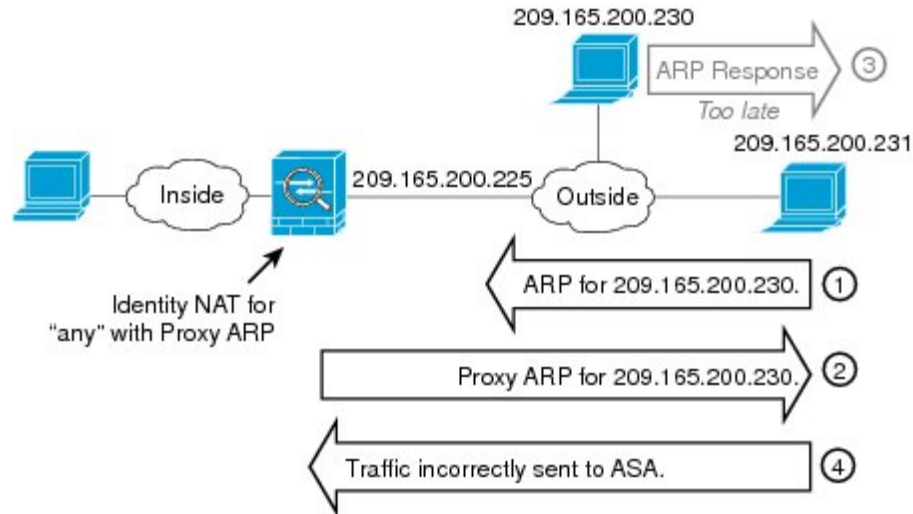 209.165.200.230
ARP Response
3
Too late
209.165.200.231
Inside
209.165.200.225
Outside
Identity NAT for
“any” with Proxy ARP
ARP for 209.165.200.230.
1
Proxy ARP for 209.165.200.230.
2
Traffic incorrectly sent to ASA.
4